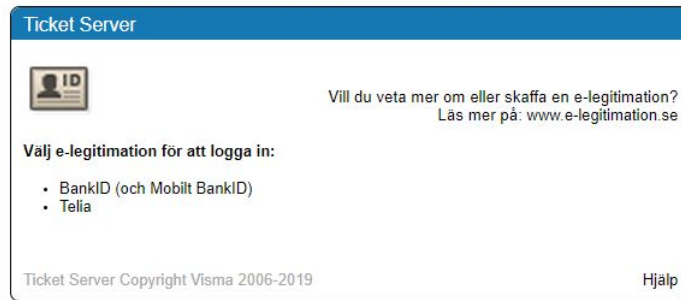 Ticket Server
ID
Vill du veta mer om eller skaffa en e-legitimation?
Läs mer på: www.e-legitimation.se
Välj e-legitimation för att logga in:
• BankID (och Mobilt BankID)
• Telia
Ticket Server Copyright Visma 2006-2019
Hjälp